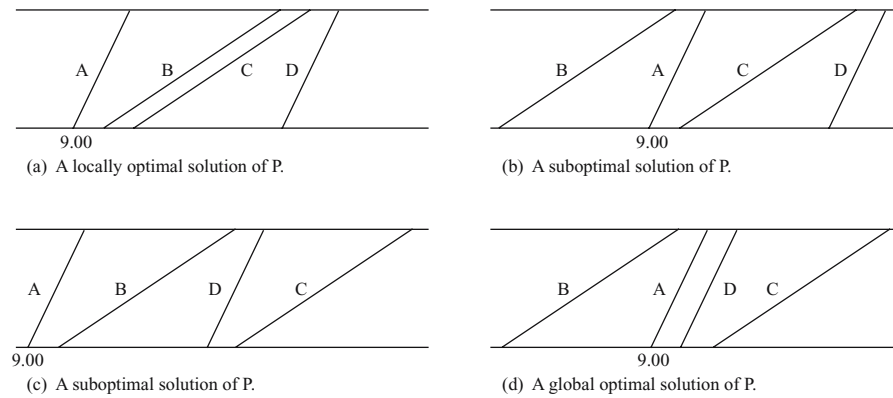 A B C D
9.00
(a) A locally optimal solution of P.
B A C D
9.00
(b) A suboptimal solution of P.
A B D C
9.00
(c) A suboptimal solution of P.
B A D C
9.00
(d) A global optimal solution of P.